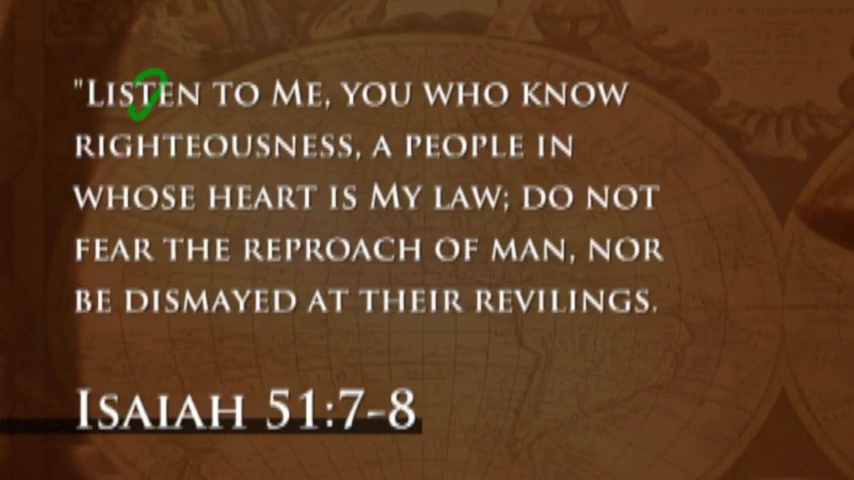 "Listen to Me, you who know
righteousness, a people in
whose heart is My law; do not
fear the reproach of man, nor
be dismayed at their revilings.
Isaiah 51:7-8